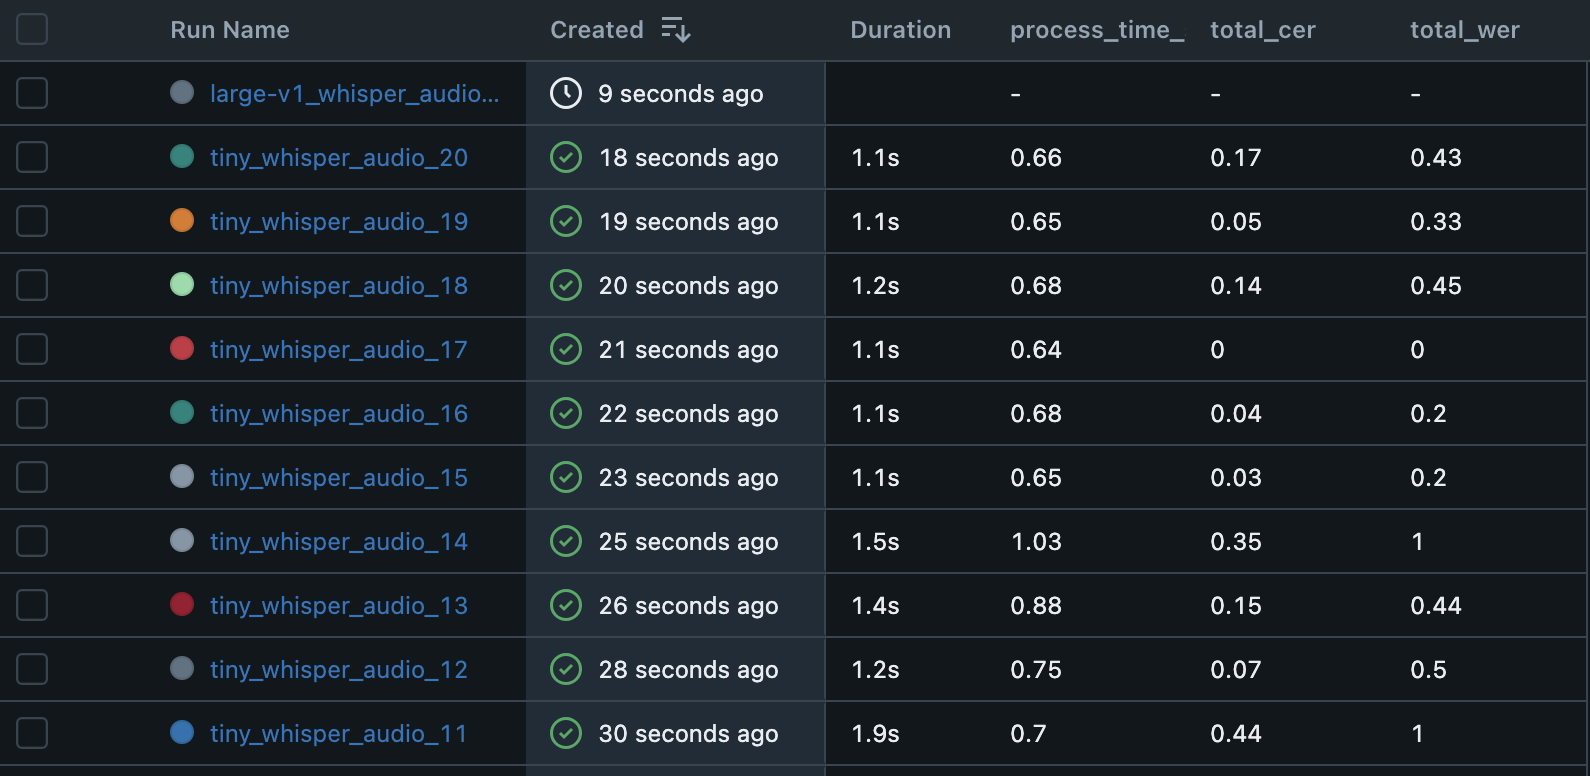 Run Name Created Duration process_time_ total_cer total_wer
large-v1_whisper_audio... 9 seconds ago - - -
tiny_whisper_audio_20 18 seconds ago 1.1s 0.66 0.17 0.43
tiny_whisper_audio_19 19 seconds ago 1.1s 0.65 0.05 0.33
tiny_whisper_audio_18 20 seconds ago 1.2s 0.68 0.14 0.45
tiny_whisper_audio_17 21 seconds ago 1.1s 0.64 0 0
tiny_whisper_audio_16 22 seconds ago 1.1s 0.68 0.04 0.2
tiny_whisper_audio_15 23 seconds ago 1.1s 0.65 0.03 0.2
tiny_whisper_audio_14 25 seconds ago 1.5s 1.03 0.35 1
tiny_whisper_audio_13 26 seconds ago 1.4s 0.88 0.15 0.44
tiny_whisper_audio_12 28 seconds ago 1.2s 0.75 0.07 0.5
tiny_whisper_audio_11 30 seconds ago 1.9s 0.7 0.44 1